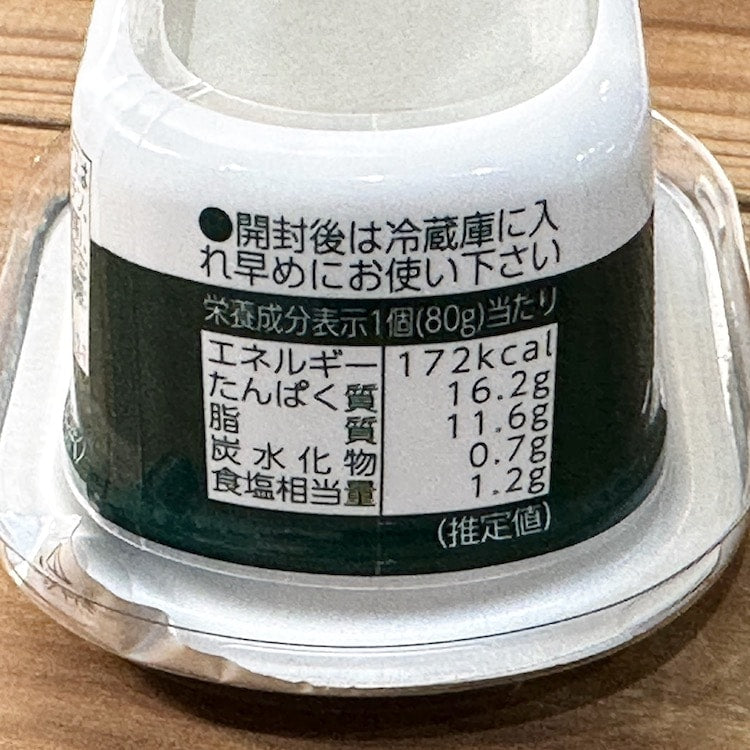 ●開封後は冷蔵庫に入
れ早めにお使い下さい
栄養成分表示1個(80g)当たり
エネルギー 172kcal
たんぱく質 16.2g
脂質 11.6g
炭水化物 0.7g
食塩相当量 1.2g
(推定値)